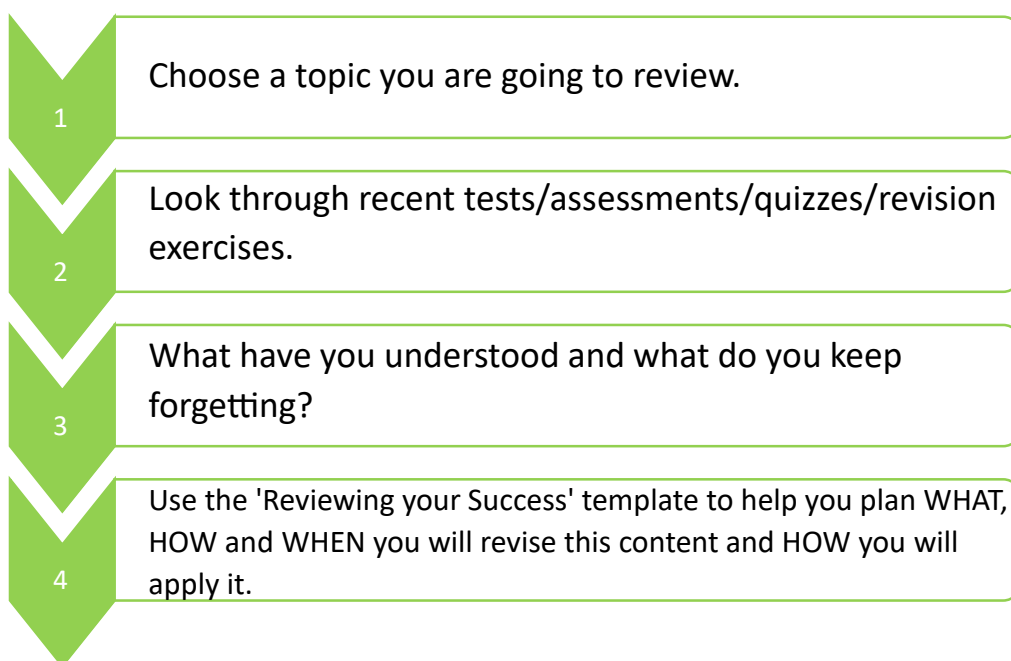 1
Choose a topic you are going to review.
2
Look through recent tests/assessments/quizzes/revision
exercises.
3
What have you understood and what do you keep
forgetting?
4
Use the 'Reviewing your Success' template to help you plan WHAT,
HOW and WHEN you will revise this content and HOW you will
apply it.